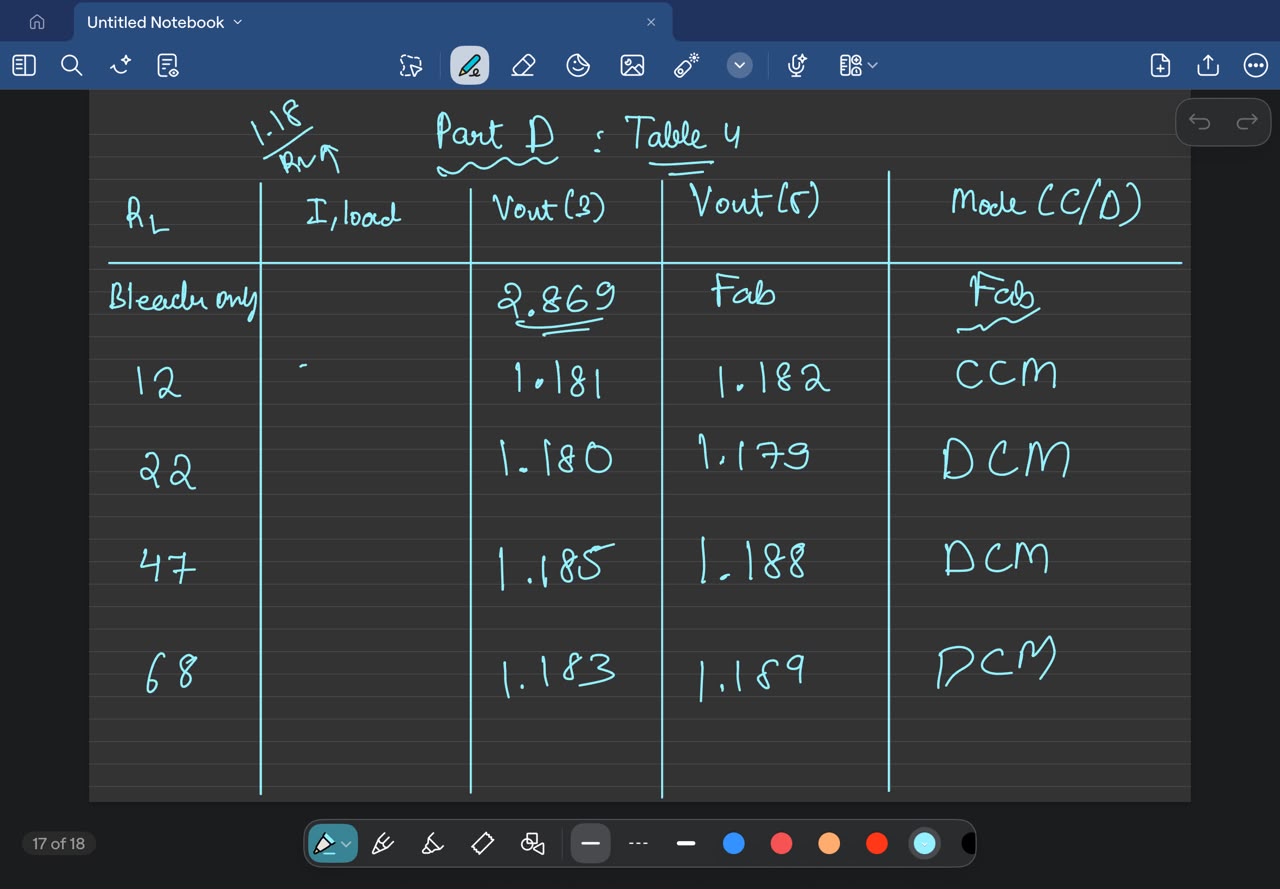 Untitled Notebook
1.18
Part D : Table 4
RL I, load Vout (3) Vout (5) Mode (C/D)
Bleader only 2.869 Fab Fab
12 1.181 1.182 CCM
22 1.180 1.179 DCM
47 1.185 1.188 DCM
68 1.183 1.189 DCM
17 of 18